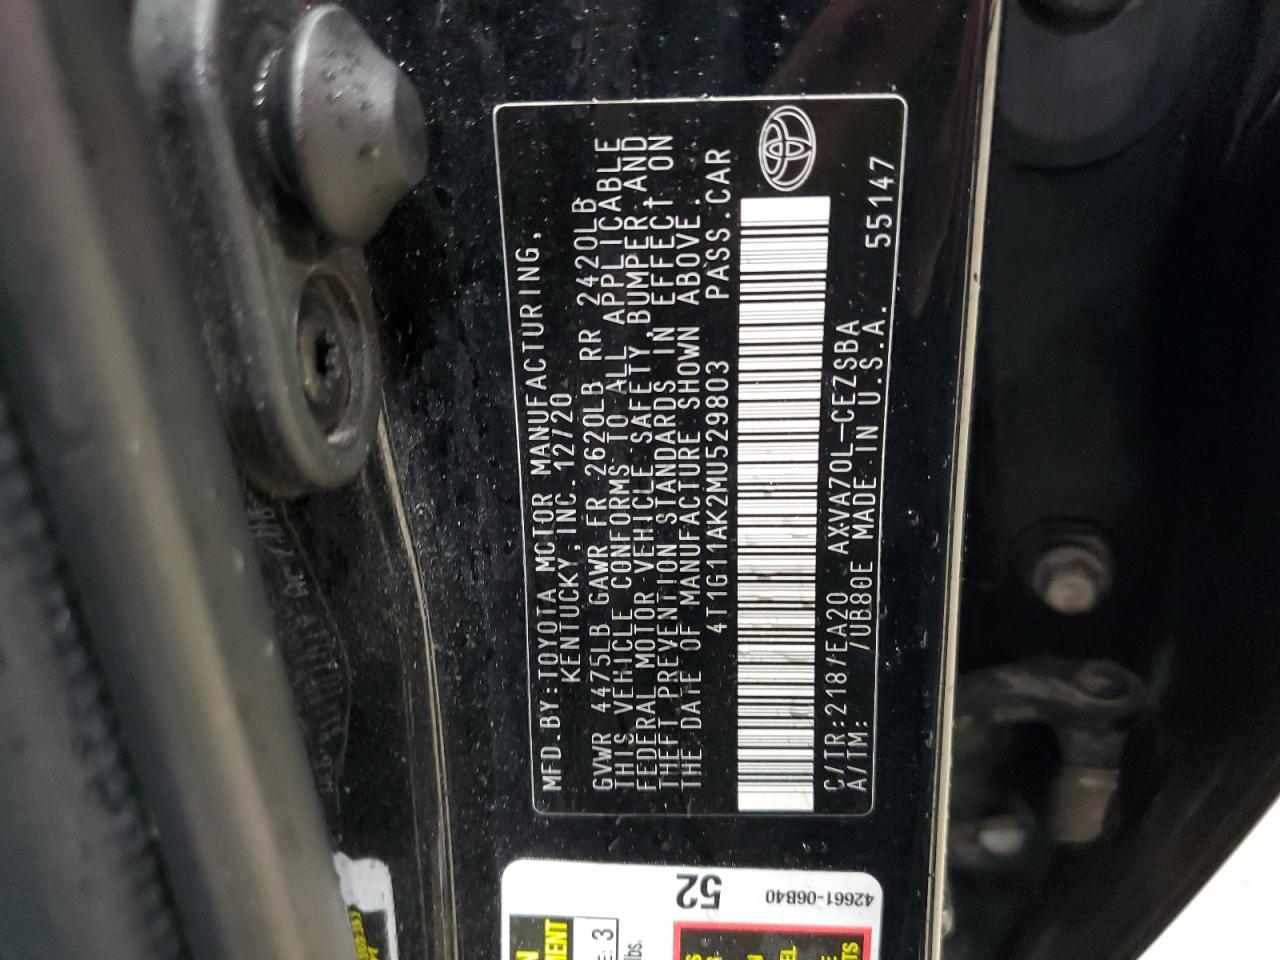 MFD.BY:TOYOTA MOTOR MANUFACTURING,
KENTUCKY,INC. 12/20
GVWR 4475LB GAWR FR 2620LB RR 2420LB
THIS VEHICLE CONFORMS TO ALL APPLICABLE
FEDERAL MOTOR VEHICLE SAFETY, BUMPER,AND
THEFT PREVENTION STANDARDS IN EFFECT ON
THE DATE OF MANUFACTURE SHOWN ABOVE.
4T1G11AK2MU529803 PASS.CAR
C/TR:218/EA20 AXVA70L-CEZSBA
A/TM: /UB80E MADE IN U.S.A. 55147
52
42661-06B40
3
lbs.